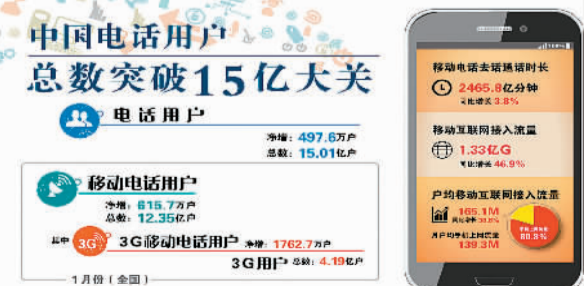 中国电话用户
总数突破15亿大关
电话用户
净增：497.6万户
总数：15.01亿户
移动电话用户
净增：615.7万户
总数：12.35亿户
其中 3G 3G移动电话用户 净增：1762.7万户
3G用户 总数：4.19亿户
1月份（全国）
移动电话去话通话时长
2465.8亿分钟
同比增长 3.8%
移动互联网接入流量
1.33亿G
同比增长 46.9%
户均移动互联网接入流量
165.1M
月户均手机上网流量
139.3M